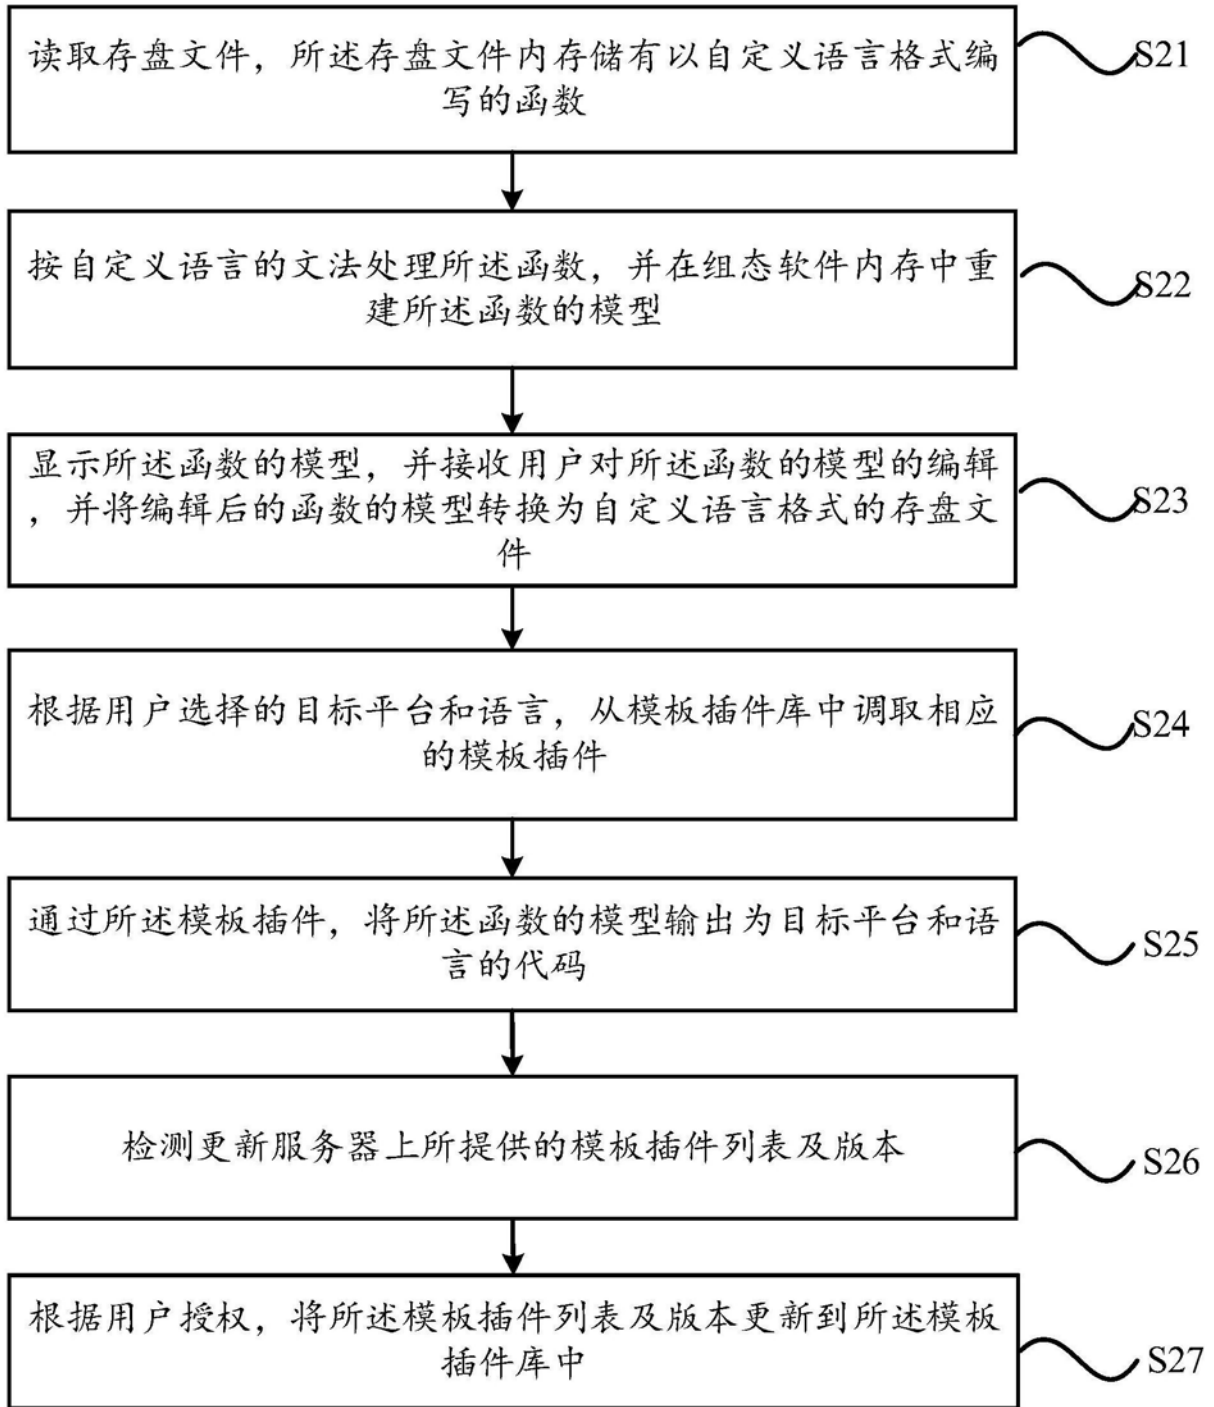 读取存盘文件，所述存盘文件内存储有以自定义语言格式编
写的函数
S21
按自定义语言的文法处理所述函数，并在组态软件内存中重
建所述函数的模型
S22
显示所述函数的模型，并接收用户对所述函数的模型的编辑
，并将编辑后的函数的模型转换为自定义语言格式的存盘文
件
S23
根据用户选择的目标平台和语言，从模板插件库中调取相应
的模板插件
S24
通过所述模板插件，将所述函数的模型输出为目标平台和语
言的代码
S25
检测更新服务器上所提供的模板插件列表及版本
S26
根据用户授权，将所述模板插件列表及版本更新到所述模板
插件库中
S27